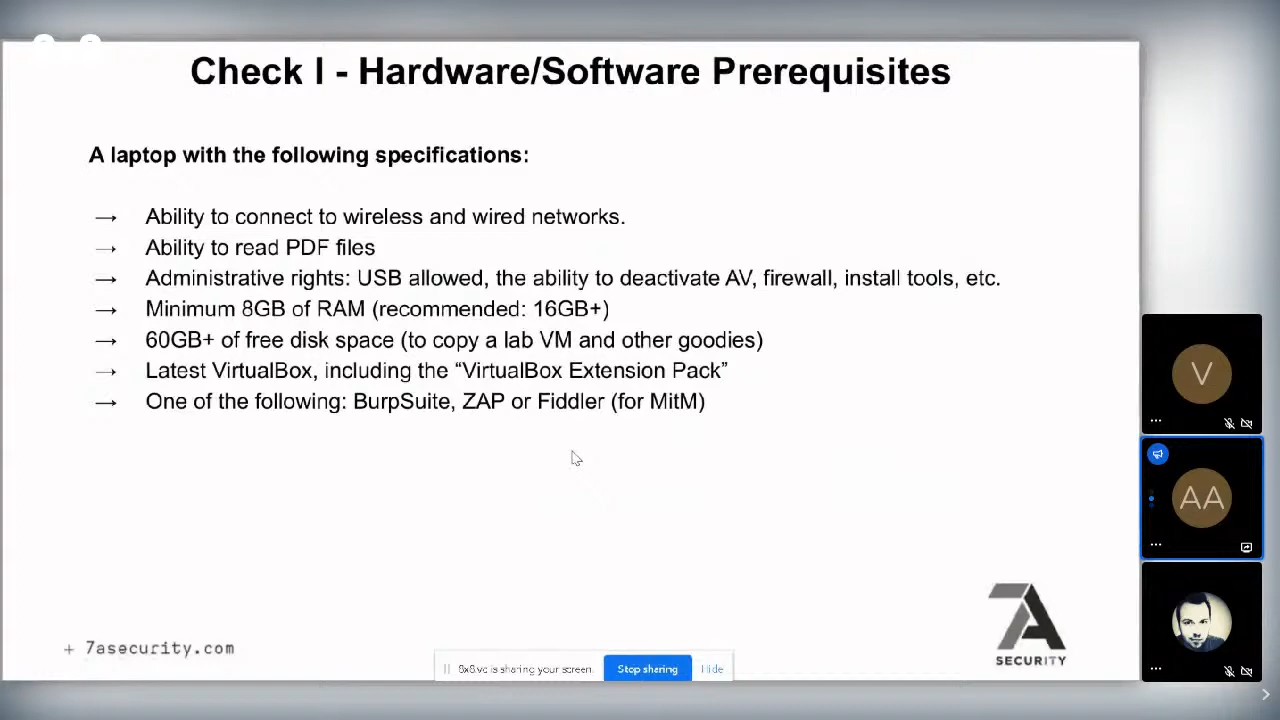 Check I - Hardware/Software Prerequisites
A laptop with the following specifications:
→ Ability to connect to wireless and wired networks.
→ Ability to read PDF files
→ Administrative rights: USB allowed, the ability to deactivate AV, firewall, install tools, etc.
→ Minimum 8GB of RAM (recommended: 16GB+)
→ 60GB+ of free disk space (to copy a lab VM and other goodies)
→ Latest VirtualBox, including the “VirtualBox Extension Pack”
→ One of the following: BurpSuite, ZAP or Fiddler (for MitM)
V
AA
+ 7asecurity.com
7A
SECURITY
8x8.vc is sharing your screen. Stop sharing Hide